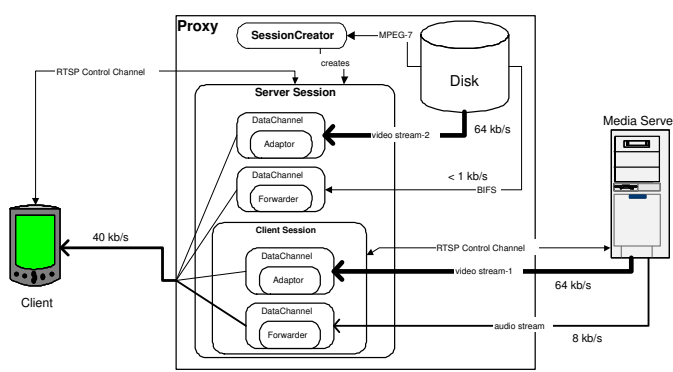 Proxy
SessionCreator
MPEG-7
creates
Disk
RTSP Control Channel
Server Session
DataChannel
Adaptor
video stream-2
64 kb/s
Media Serve
DataChannel
Forwarder
< 1 kb/s
BIFS
Client Session
40 kb/s
RTSP Control Channel
DataChannel
Adaptor
video stream-1
64 kb/s
Client
DataChannel
Forwarder
audio stream
8 kb/s